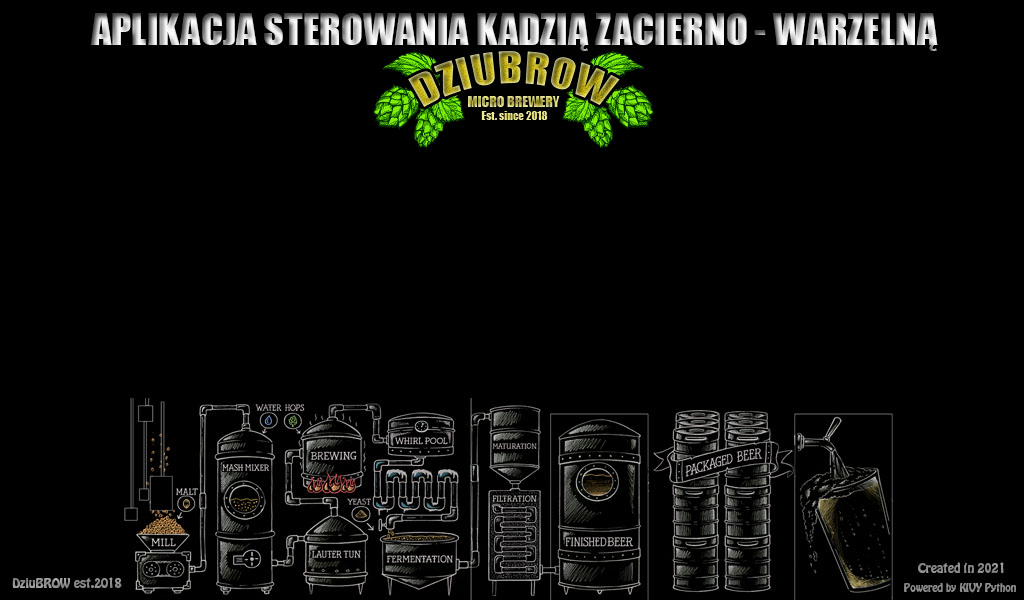 APLIKACJA STEROWANIA KADZIĄ ZACIERNO - WARZELNĄ
DZIUBROW
MICRO BREWERY
Est. since 2018
WATER HOPS
WHIRL POOL
MATURATION
BREWING
PACKAGED BEER
MASH MIXER
MALT
FILTRATION
YEAST
MILL
FINISHED BEER
LAUTER TUN
FERMENTATION
Created in 2021
DziuBROW est.2018
Powered by KIVY Python